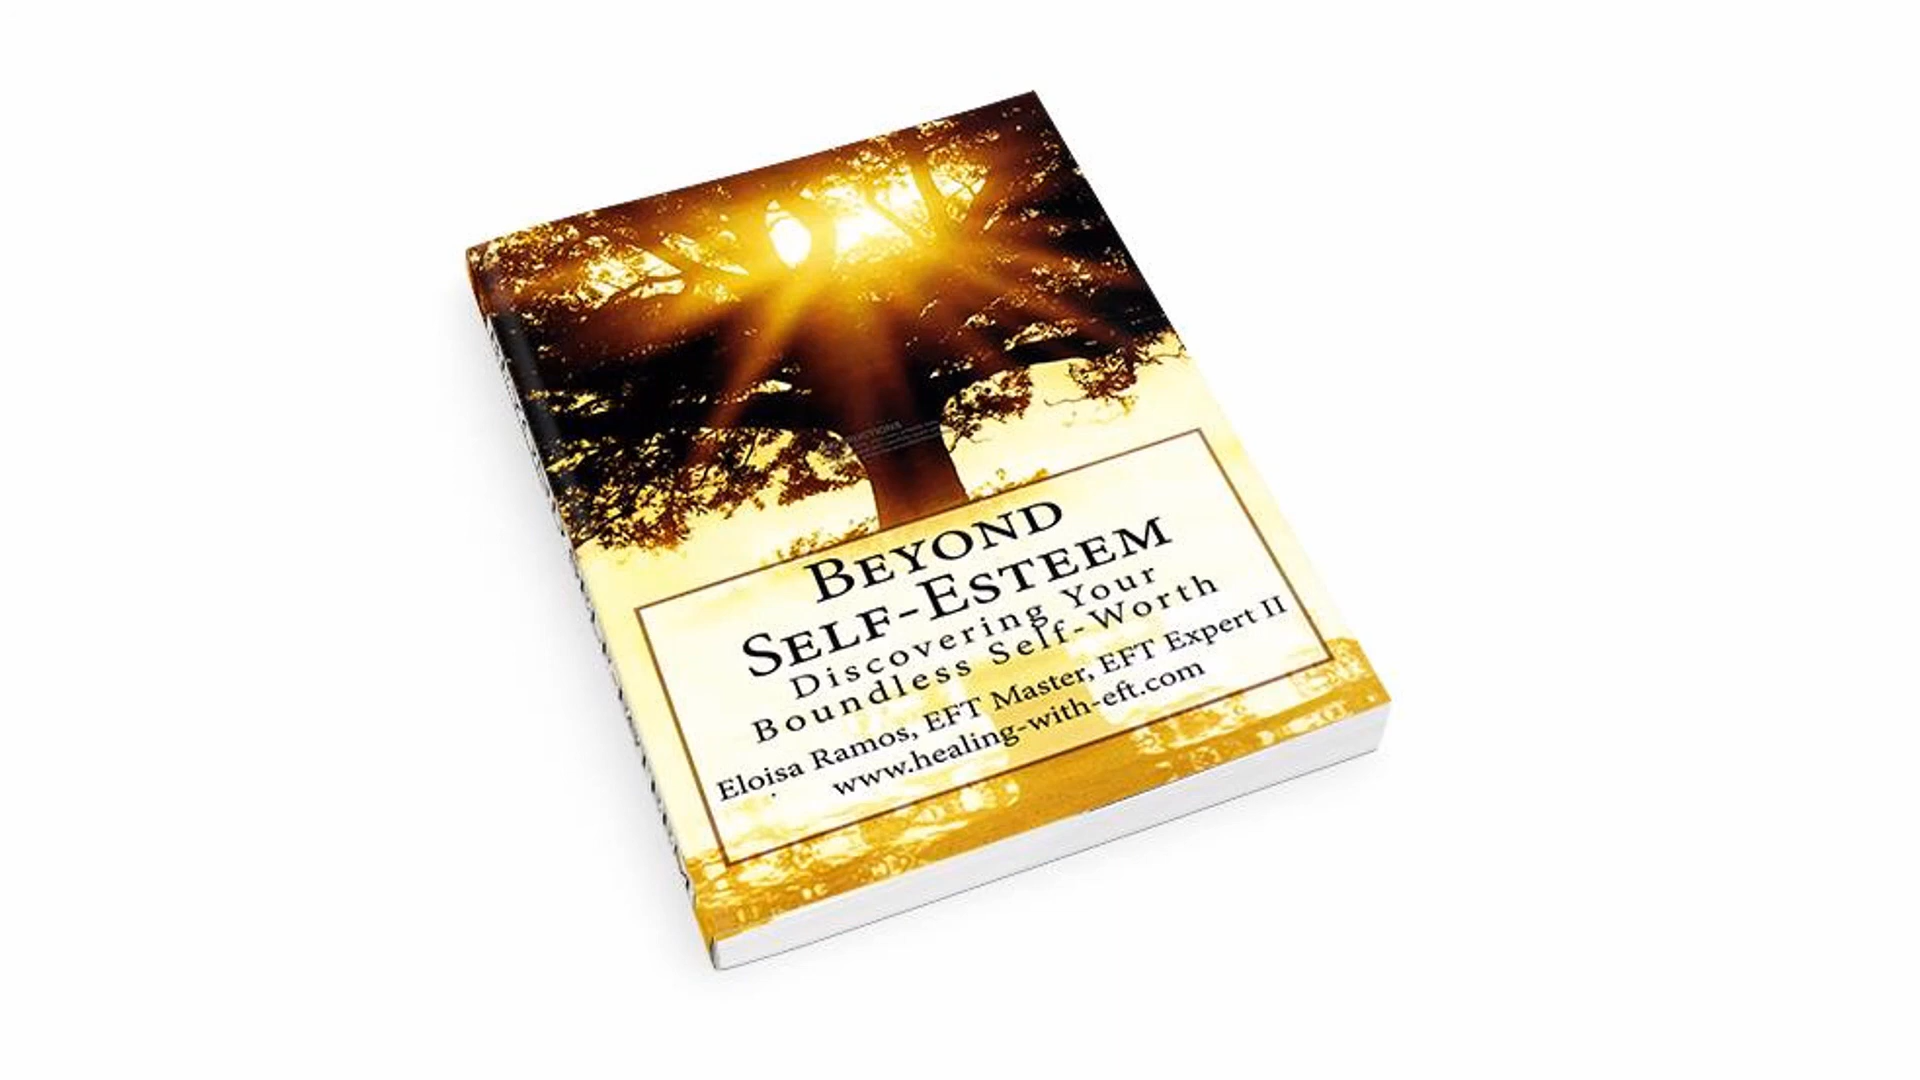 BEYOND
SELF-ESTEEM
Discovering Your
Boundless Self-Worth
Eloisa Ramos, EFT Master, EFT Expert II
www.healing-with-eft.com